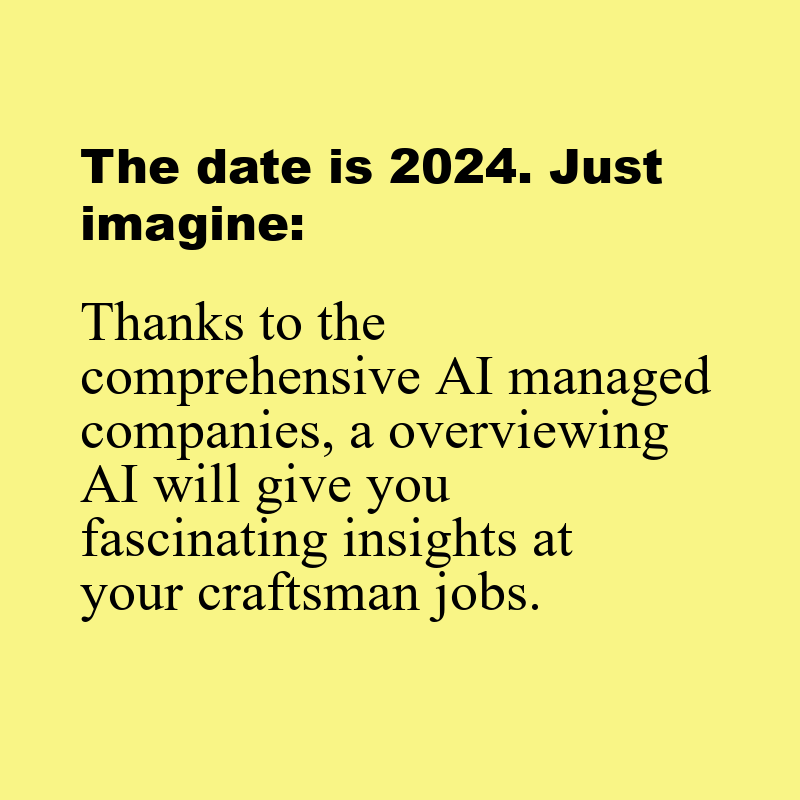 The date is 2024. Just
imagine:
Thanks to the
comprehensive AI managed
companies, a overviewing
AI will give you
fascinating insights at
your craftsman jobs.